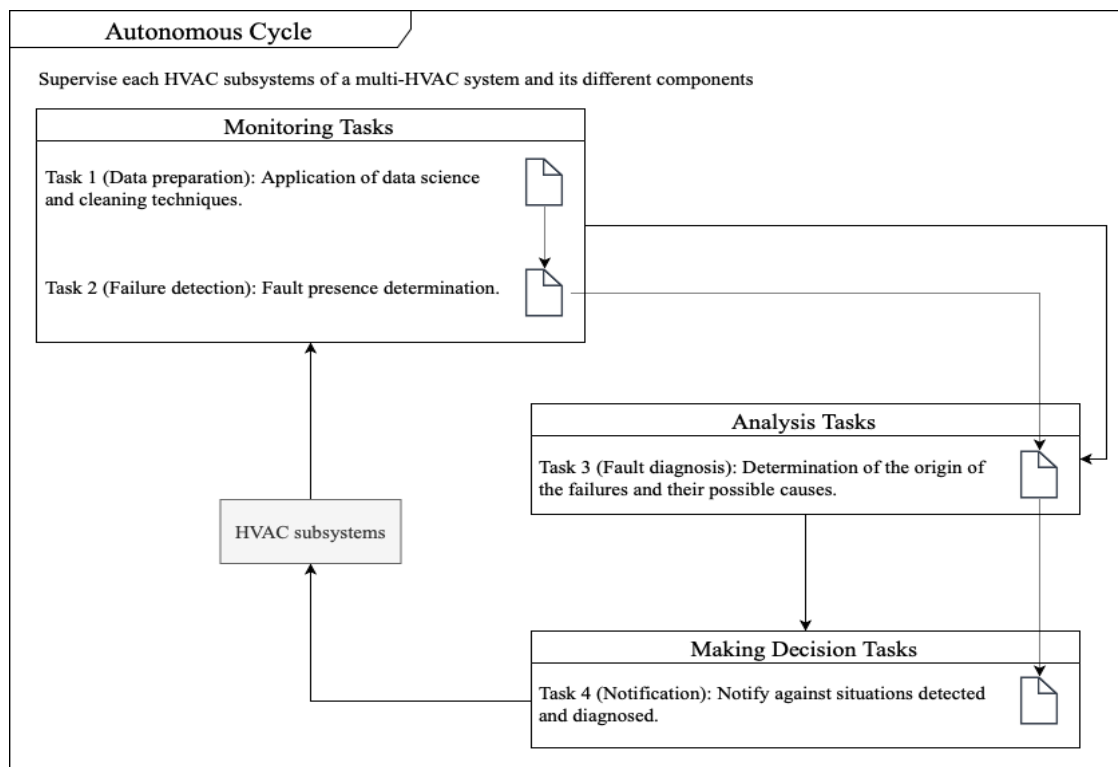 Autonomous Cycle
Supervise each HVAC subsystems of a multi-HVAC system and its different components
Monitoring Tasks
Task 1 (Data preparation): Application of data science
and cleaning techniques.
Task 2 (Failure detection): Fault presence determination.
Analysis Tasks
Task 3 (Fault diagnosis): Determination of the origin of
the failures and their possible causes.
HVAC subsystems
Making Decision Tasks
Task 4 (Notification): Notify against situations detected
and diagnosed.